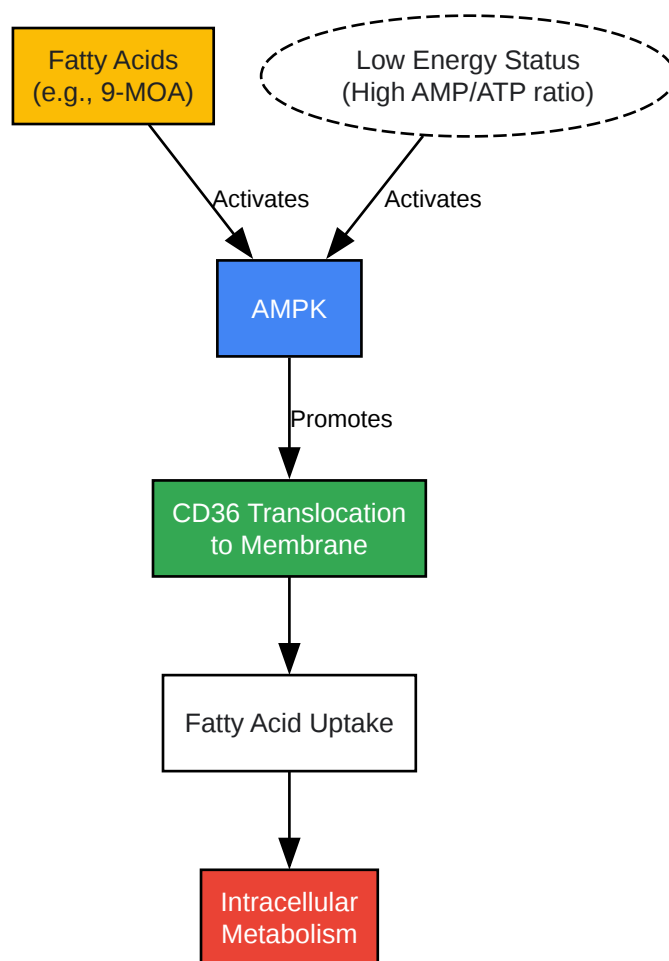 Fatty Acids
(e.g., 9-MOA)
Low Energy Status
(High AMP/ATP ratio)
Activates
Activates
AMPK
Promotes
CD36 Translocation
to Membrane
Fatty Acid Uptake
Intracellular
Metabolism